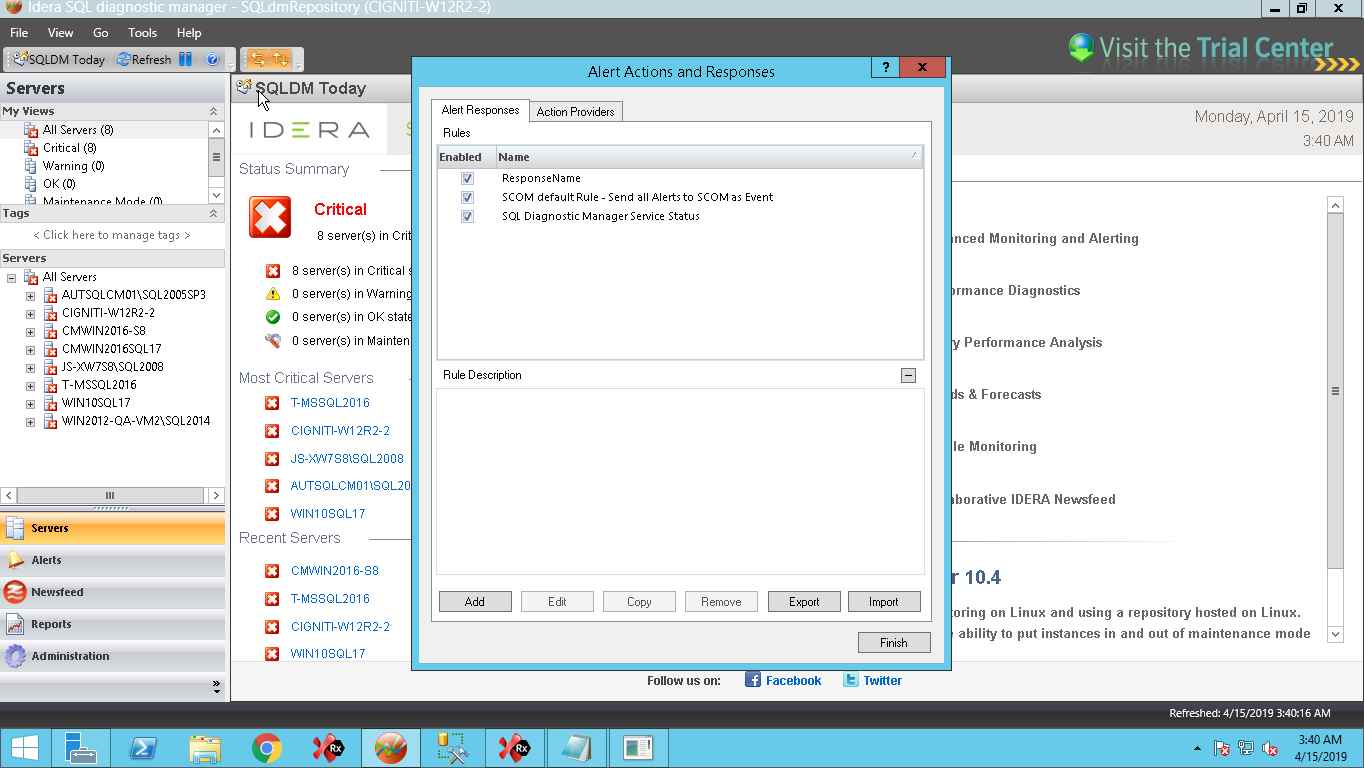 Idera SQL diagnostic manager - SQLdmRepository (CIGNITI-W12R2-2)
File View Go Tools Help
SQLDM Today Refresh
Visit the Trial Center
Servers
My Views
All Servers (8)
Critical (8)
Warning (0)
OK (0)
Maintenance Mode (0)
Tags
< Click here to manage tags >
Servers
All Servers
AUTSQLCM01\SQL2005SP3
CIGNITI-W12R2-2
CMWIN2016-S8
CMWIN2016SQL17
JS-XW7S8\SQL2008
T-MSSQL2016
WIN10SQL17
WIN2012-QA-VM2\SQL2014
Servers
Alerts
Newsfeed
Reports
Administration
SQLDM Today
IDERA
Monday, April 15, 2019
3:40 AM
Status Summary
Critical
8 server(s) in Crit
8 server(s) in Critical s
0 server(s) in Warning
0 server(s) in OK state
0 server(s) in Mainten
Most Critical Servers
T-MSSQL2016
CIGNITI-W12R2-2
JS-XW7S8\SQL2008
AUTSQLCM01\SQL20
WIN10SQL17
Recent Servers
CMWIN2016-S8
T-MSSQL2016
CIGNITI-W12R2-2
WIN10SQL17
Alert Actions and Responses
? X
Alert Responses Action Providers
Rules
Enabled Name
ResponseName
SCOM default Rule - Send all Alerts to SCOM as Event
SQL Diagnostic Manager Service Status
Rule Description
Add Edit Copy Remove Export Import
Finish
nced Monitoring and Alerting
rmance Diagnostics
y Performance Analysis
ds & Forecasts
le Monitoring
aborative IDERA Newsfeed
r 10.4
oring on Linux and using a repository hosted on Linux.
e ability to put instances in and out of maintenance mode
Follow us on: Facebook Twitter
Refreshed: 4/15/2019 3:40:16 AM
3:40 AM
4/15/2019